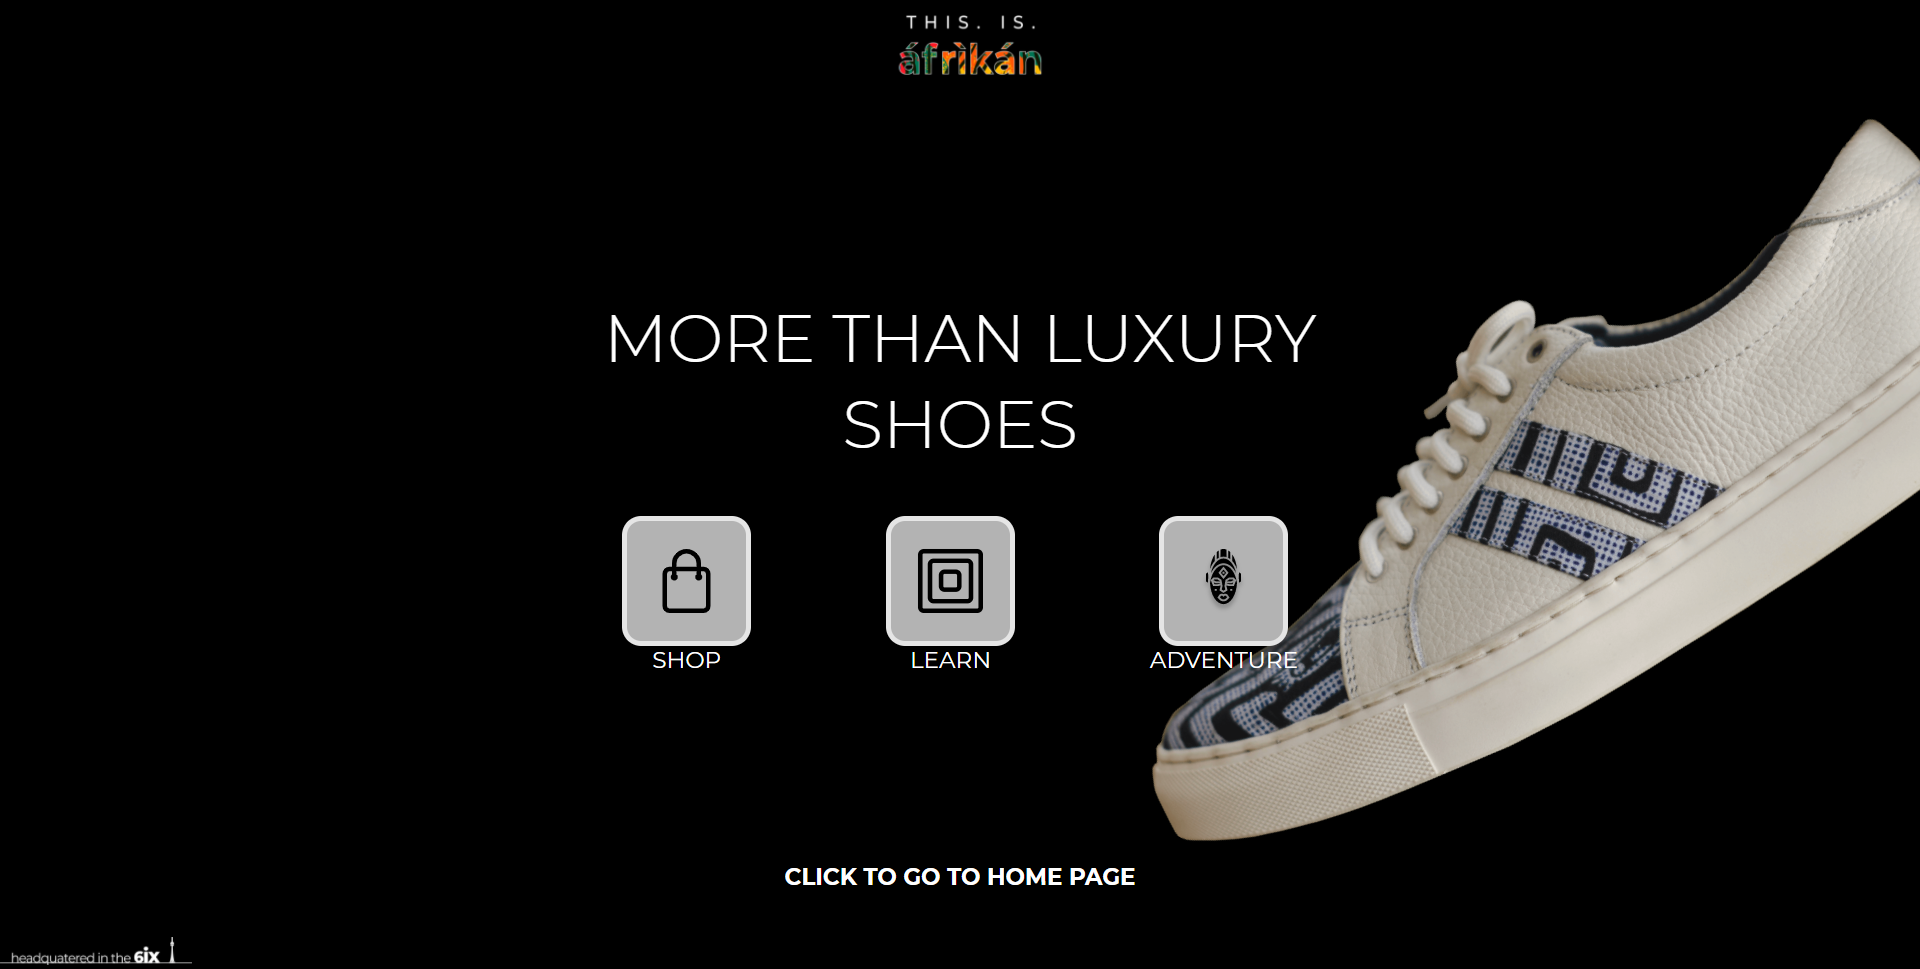 THIS. IS.
áfrìkán
MORE THAN LUXURY
SHOES
SHOP
LEARN
ADVENTURE
CLICK TO GO TO HOME PAGE
headquatered in the 6ix